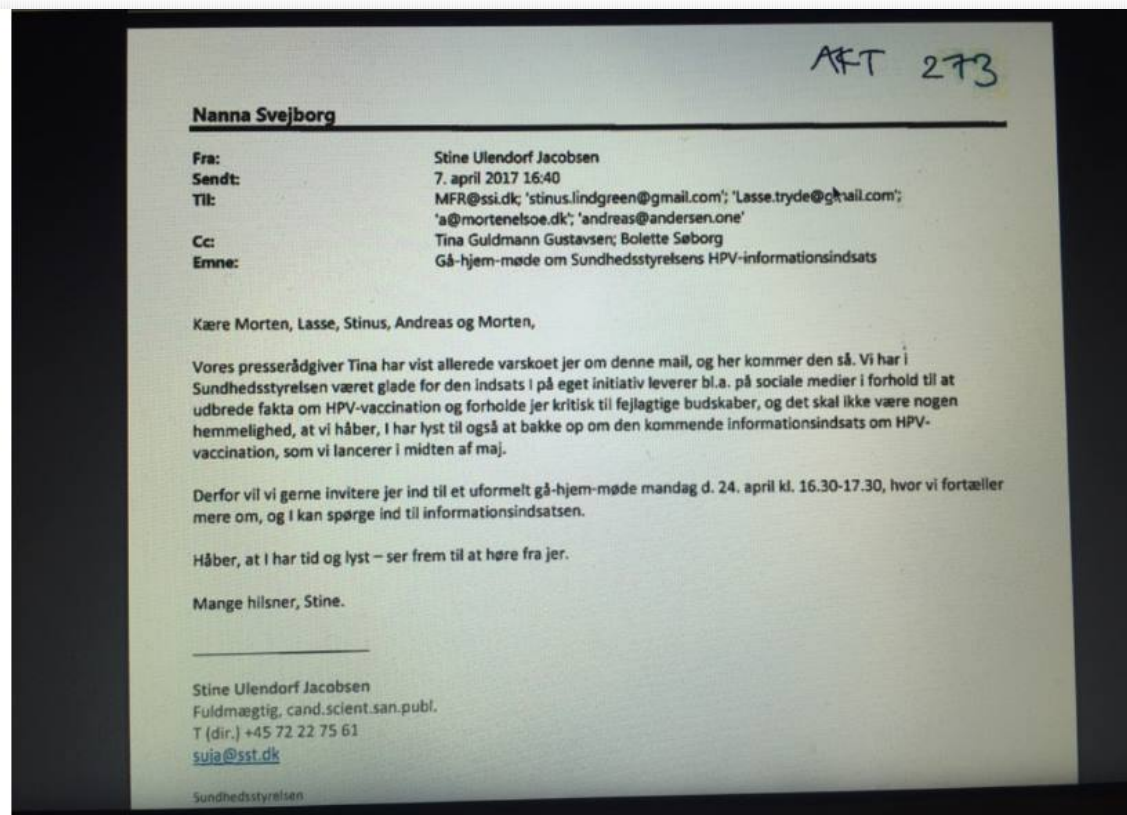 AKT 273
Nanna Svejborg
Fra: Stine Ulendorf Jacobsen
Sendt: 7. april 2017 16:40
Til: MFR@ssi.dk; 'stinus.lindgreen@gmail.com'; 'Lasse.tryde@gmail.com';
'a@mortenelsoe.dk'; 'andreas@andersen.one'
Cc: Tina Guldmann Gustavsen; Bolette Søborg
Emne: Gå-hjem-møde om Sundhedsstyrelsens HPV-informationsindsats
Kære Morten, Lasse, Stinus, Andreas og Morten,
Vores presserådgiver Tina har vist allerede varskoet jer om denne mail, og her kommer den så. Vi har i
Sundhedsstyrelsen været glade for den indsats I på eget initiativ leverer bl.a. på sociale medier i forhold til at
udbrede fakta om HPV-vaccination og forholde jer kritisk til fejlagtige budskaber, og det skal ikke være nogen
hemmelighed, at vi håber, I har lyst til også at bakke op om den kommende informationsindsats om HPV-
vaccination, som vi lancerer i midten af maj.
Derfor vil vi gerne invitere jer ind til et uformelt gå-hjem-møde mandag d. 24. april kl. 16.30-17.30, hvor vi fortæller
mere om, og I kan spørge ind til informationsindsatsen.
Håber, at I har tid og lyst – ser frem til at høre fra jer.
Mange hilsner, Stine.
Stine Ulendorf Jacobsen
Fuldmægtig, cand.scient.san.publ.
T (dir.) +45 72 22 75 61
suja@sst.dk
Sundhedsstyrelsen